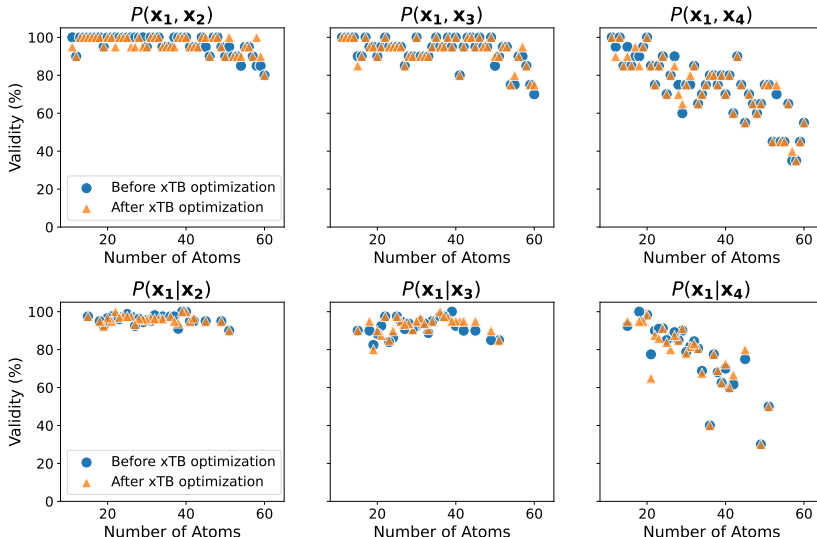 P(x₁, x₂)
P(x₁, x₃)
P(x₁, x₄)
100
80
60
40
20
0
Validity (%)
Before xTB optimization
After xTB optimization
20 40 60
20 40 60
20 40 60
Number of Atoms
Number of Atoms
Number of Atoms
P(x₁|x₂)
P(x₁|x₃)
P(x₁|x₄)
100
80
60
40
20
0
Validity (%)
Before xTB optimization
After xTB optimization
20 40 60
20 40 60
20 40 60
Number of Atoms
Number of Atoms
Number of Atoms